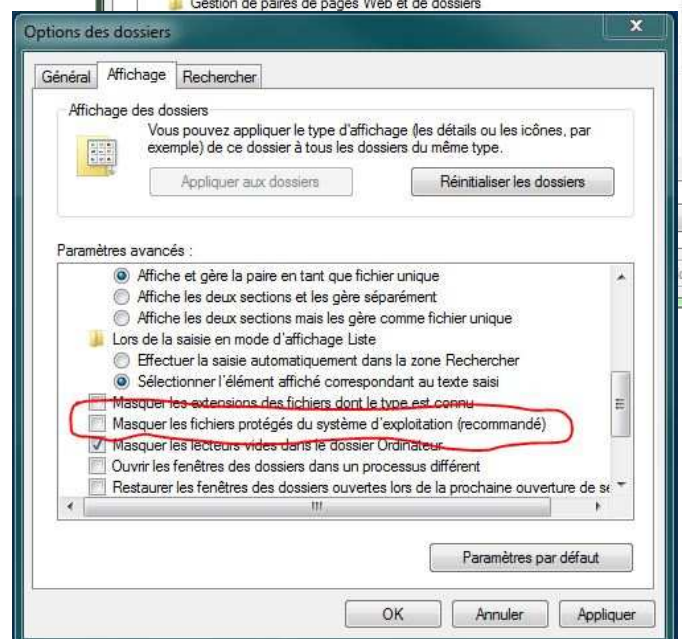 Gestion de paires de pages Web et de dossiers
Options des dossiers
Général Affichage Rechercher
Affichage des dossiers
Vous pouvez appliquer le type d'affichage (les détails ou les icônes, par
exemple) de ce dossier à tous les dossiers du même type.
Appliquer aux dossiers Réinitialiser les dossiers
Paramètres avancés :
Affiche et gère la paire en tant que fichier unique
Affiche les deux sections et les gère séparément
Affiche les deux sections mais les gère comme fichier unique
Lors de la saisie en mode d'affichage Liste
Effectuer la saisie automatiquement dans la zone Rechercher
Sélectionner l'élément affiché correspondant au texte saisi
Masquer les extensions des fichiers dont le type est connu
Masquer les fichiers protégés du système d'exploitation (recommandé)
Masquer les lecteurs vides dans le dossier Ordinateur
Ouvrir les fenêtres des dossiers dans un processus différent
Restaurer les fenêtres des dossiers ouvertes lors de la prochaine ouverture de se
Paramètres par défaut
OK Annuler Appliquer